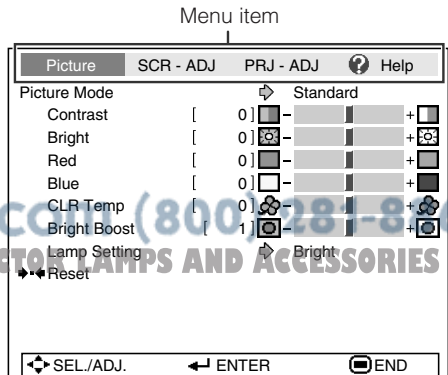 Menu item
Picture SCR - ADJ PRJ - ADJ ? Help
Picture Mode Standard
Contrast [ 0 ] - +
Bright [ 0 ] - +
Red [ 0 ] - +
Blue [ 0 ] - +
CLR Temp [ 0 ] - +
Bright Boost [ 1 ] - +
Lamp Setting Bright
Reset
SEL./ADJ. ENTER END
com (800) 281-8
TOR LAMPS AND ACCESSORIES